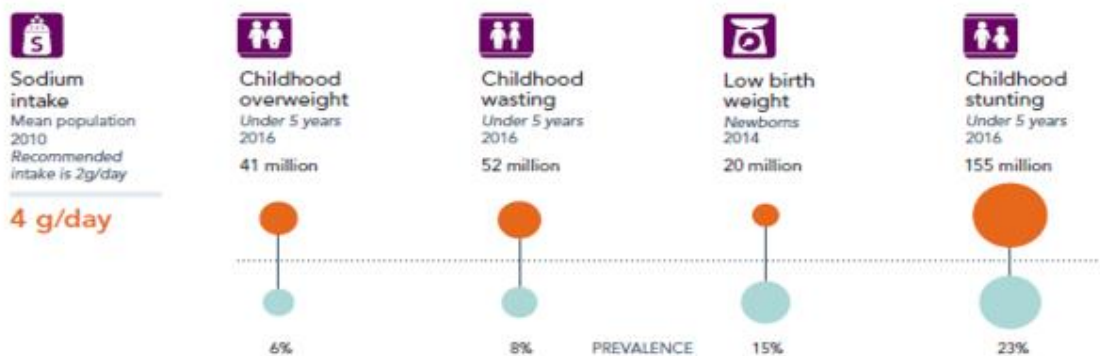 S
Sodium
intake
Mean population
2010
Recommended
intake is 2g/day
4 g/day
Childhood
overweight
Under 5 years
2016
41 million
Childhood
wasting
Under 5 years
2016
52 million
Low birth
weight
Newborns
2014
20 million
Childhood
stunting
Under 5 years
2016
155 million
6%
8%
PREVALENCE
15%
23%